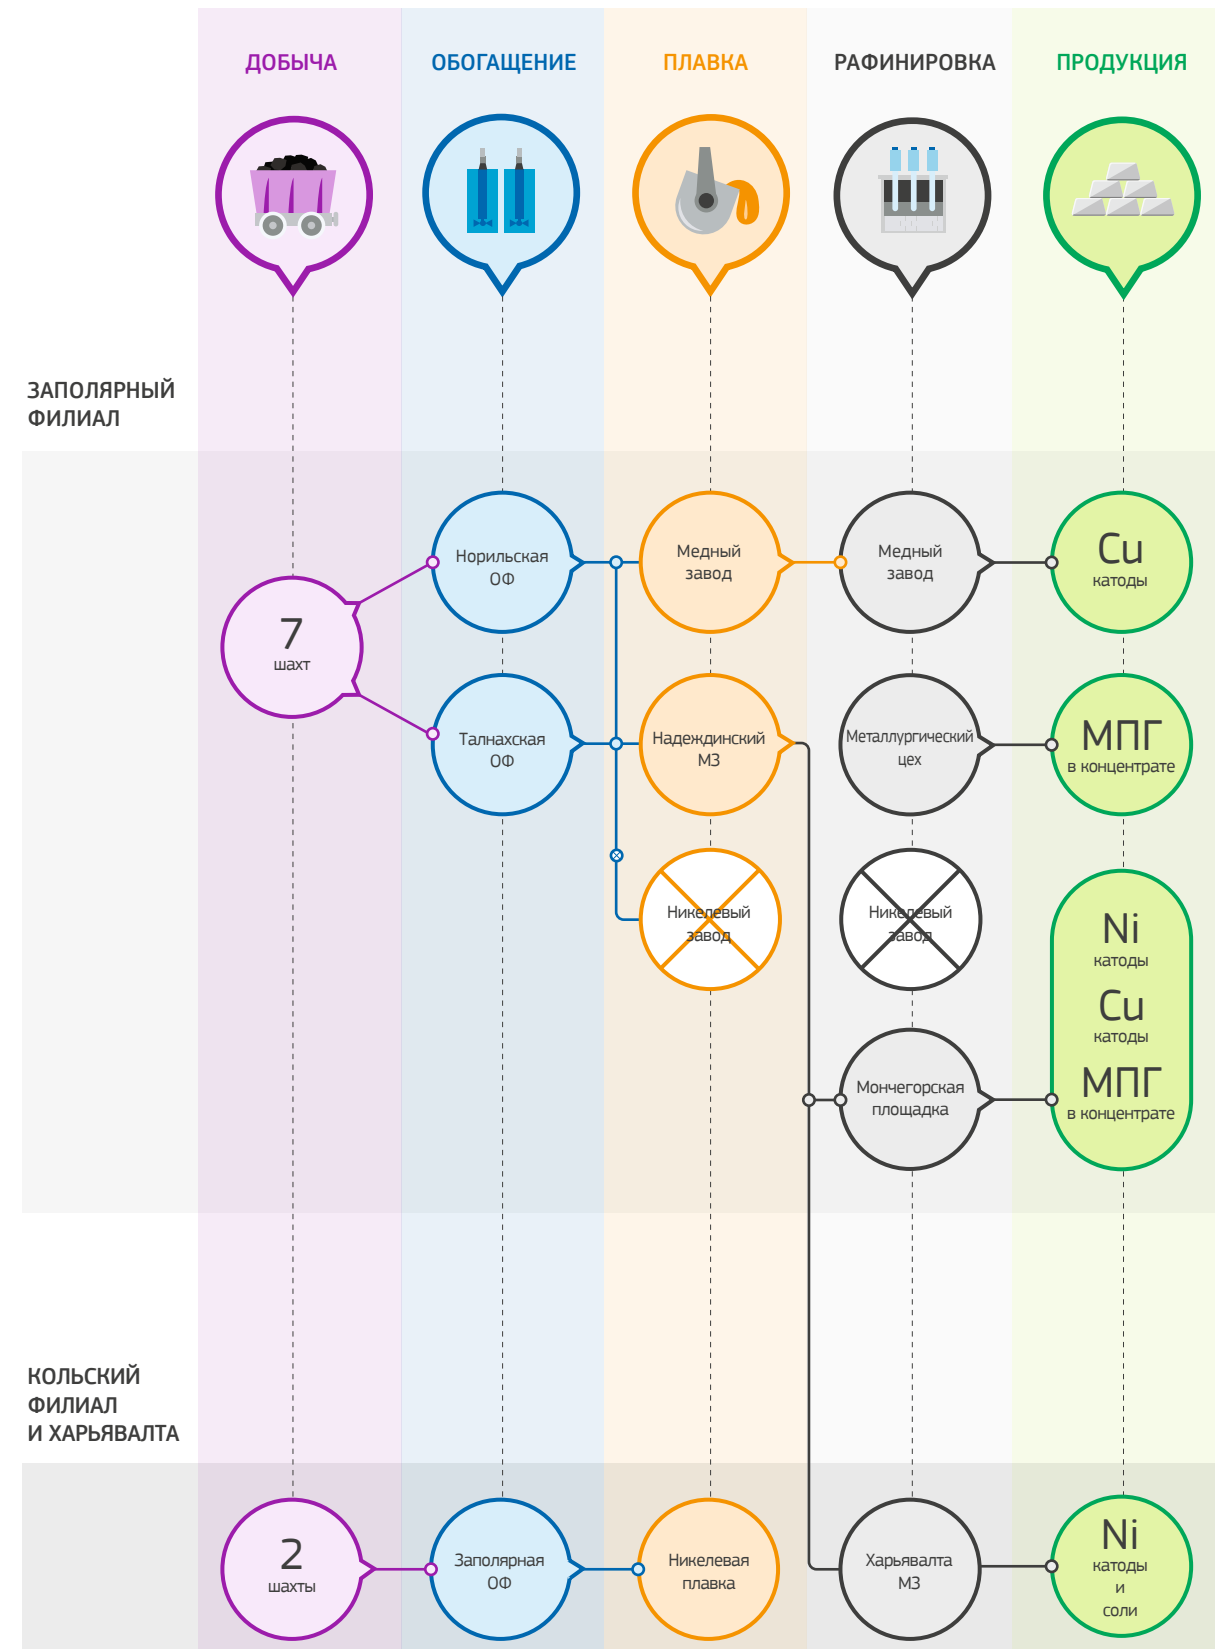 ДОБЫЧА
ОБОГАЩЕНИЕ
ПЛАВКА
РАФИНИРОВКА
ПРОДУКЦИЯ
ЗАПОЛЯРНЫЙ
ФИЛИАЛ
7
шахт
Норильская
ОФ
Медный
завод
Медный
завод
Cu
катоды
Талнахская
ОФ
Надеждинский
МЗ
Металлургический
цех
МПГ
в концентрате
Никелевый
завод
Никелевый
завод
Ni
катоды
Cu
катоды
МПГ
в концентрате
Мончегорская
площадка
КОЛЬСКИЙ
ФИЛИАЛ
И ХАРЬЯВАЛТА
2
шахты
Заполярная
ОФ
Никелевая
плавка
Харьявалта
МЗ
Ni
катоды
и
соли